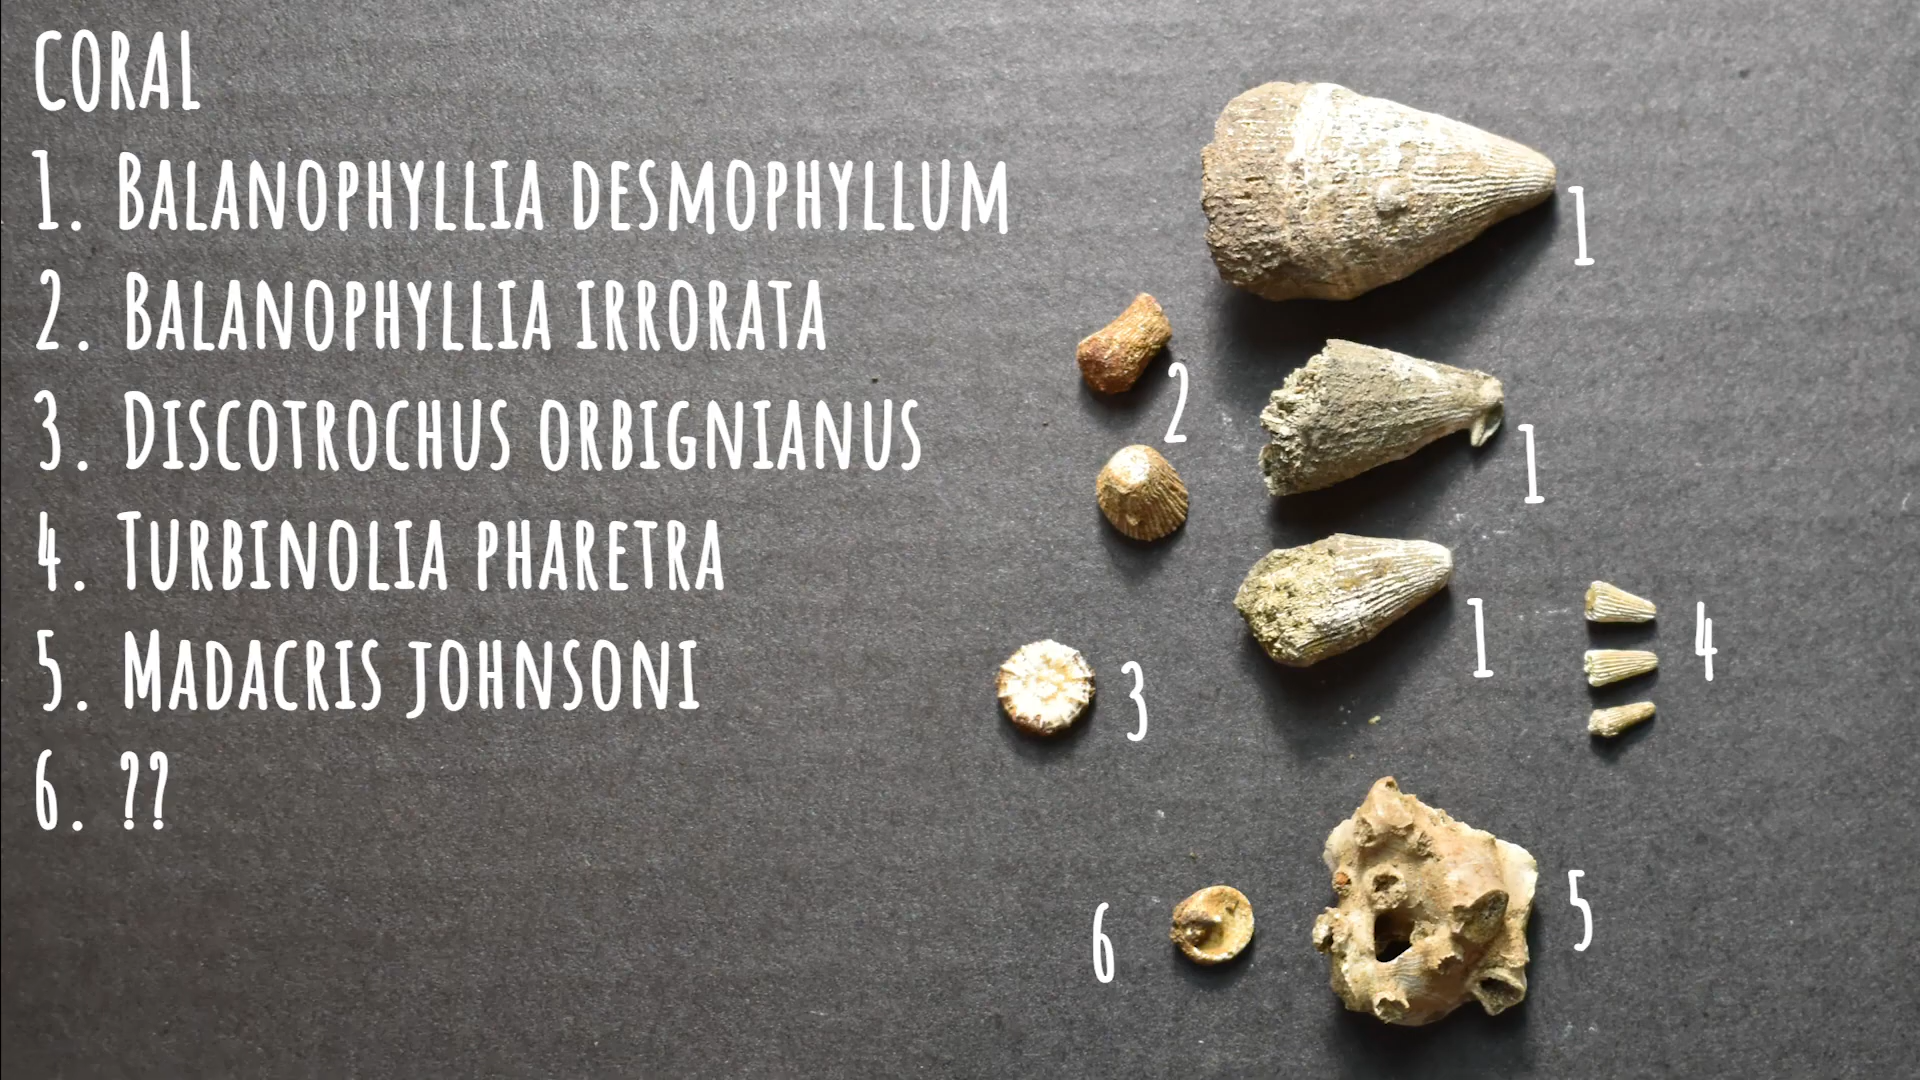 CORAL
1. BALANOPHYLLIA DESMOPHYLLUM
2. BALANOPHYLLIA IRRORATA
3. DISCOTROCHUS ORBIGNIANUS
4. TURBINOLIA PHARETRA
5. MADACRIS JOHNSONI
6. ??
1
2
1
1
4
3
5
6